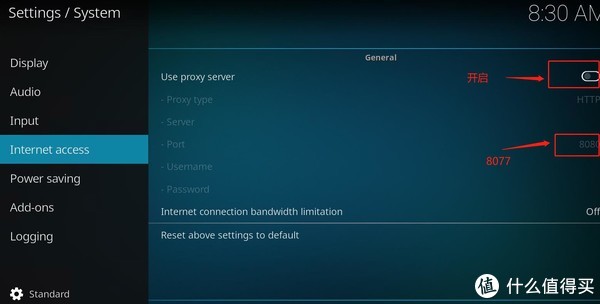 Settings / System
8:30 AM
Display
Audio
Input
Internet access
Power saving
Add-ons
Logging
Standard
General
Use proxy server
开启
- Proxy type
HTTP
- Server
- Port
8080
8077
- Username
- Password
Internet connection bandwidth limitation
Off
Reset above settings to default
值 什么值得买